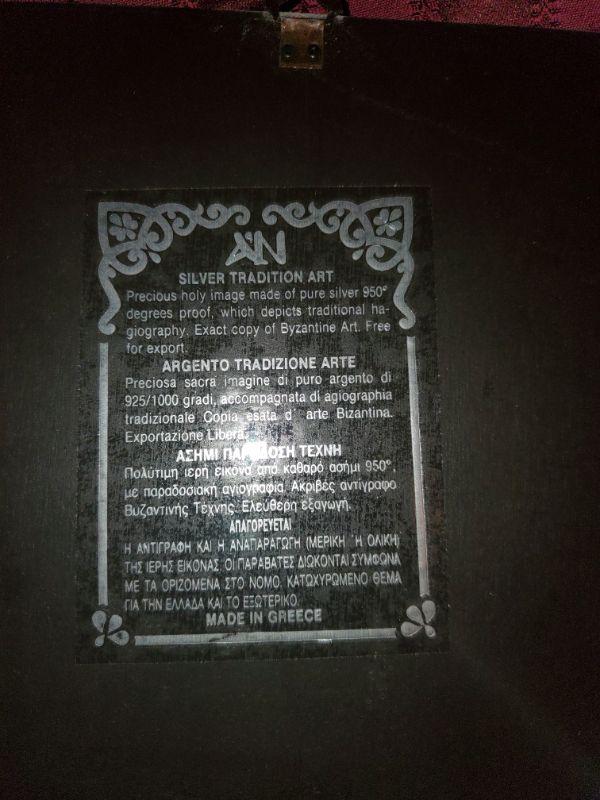 A'N
SILVER TRADITION ART
Precious holy image made of pure silver 950°
degrees proof, which depicts traditional ha-
giography. Exact copy of Byzantine Art. Free
for export.
ARGENTO TRADIZIONE ARTE
Preciosa sacra imagine di puro argento di
925/1000 gradi, accompagnata di agiographia
tradizionale Copia esata d' arte Bizantina.
Exportazione Libera.
ΑΣΗΜΙ ΠΑΡΑΔΟΣΗ ΤΕΧΝΗ
Πολύτιμη ιερή εικόνα από καθαρό ασήμι 950°,
με παραδοσιακή αγιογραφία. Ακριβές αντίγραφο
Βυζαντινής Τέχνης. Ελεύθερη εξαγωγή.
ΑΠΑΓΟΡΕΥΕΤΑΙ
Η ΑΝΤΙΓΡΑΦΗ ΚΑΙ Η ΑΝΑΠΑΡΑΓΩΓΗ (ΜΕΡΙΚΗ ΄Η ΟΛΙΚΗ)
ΤΗΣ ΙΕΡΗΣ ΕΙΚΟΝΑΣ. ΟΙ ΠΑΡΑΒΑΤΕΣ ΔΙΩΚΟΝΤΑΙ ΣΥΜΦΩΝΑ
ΜΕ ΤΑ ΟΡΙΖΟΜΕΝΑ ΣΤΟ ΝΟΜΟ. ΚΑΤΩΧΥΡΩΜΕΝΟ ΘΕΜΑ
ΓΙΑ ΤΗΝ ΕΛΛΑΔΑ ΚΑΙ ΤΟ ΕΞΩΤΕΡΙΚΟ.
MADE IN GREECE